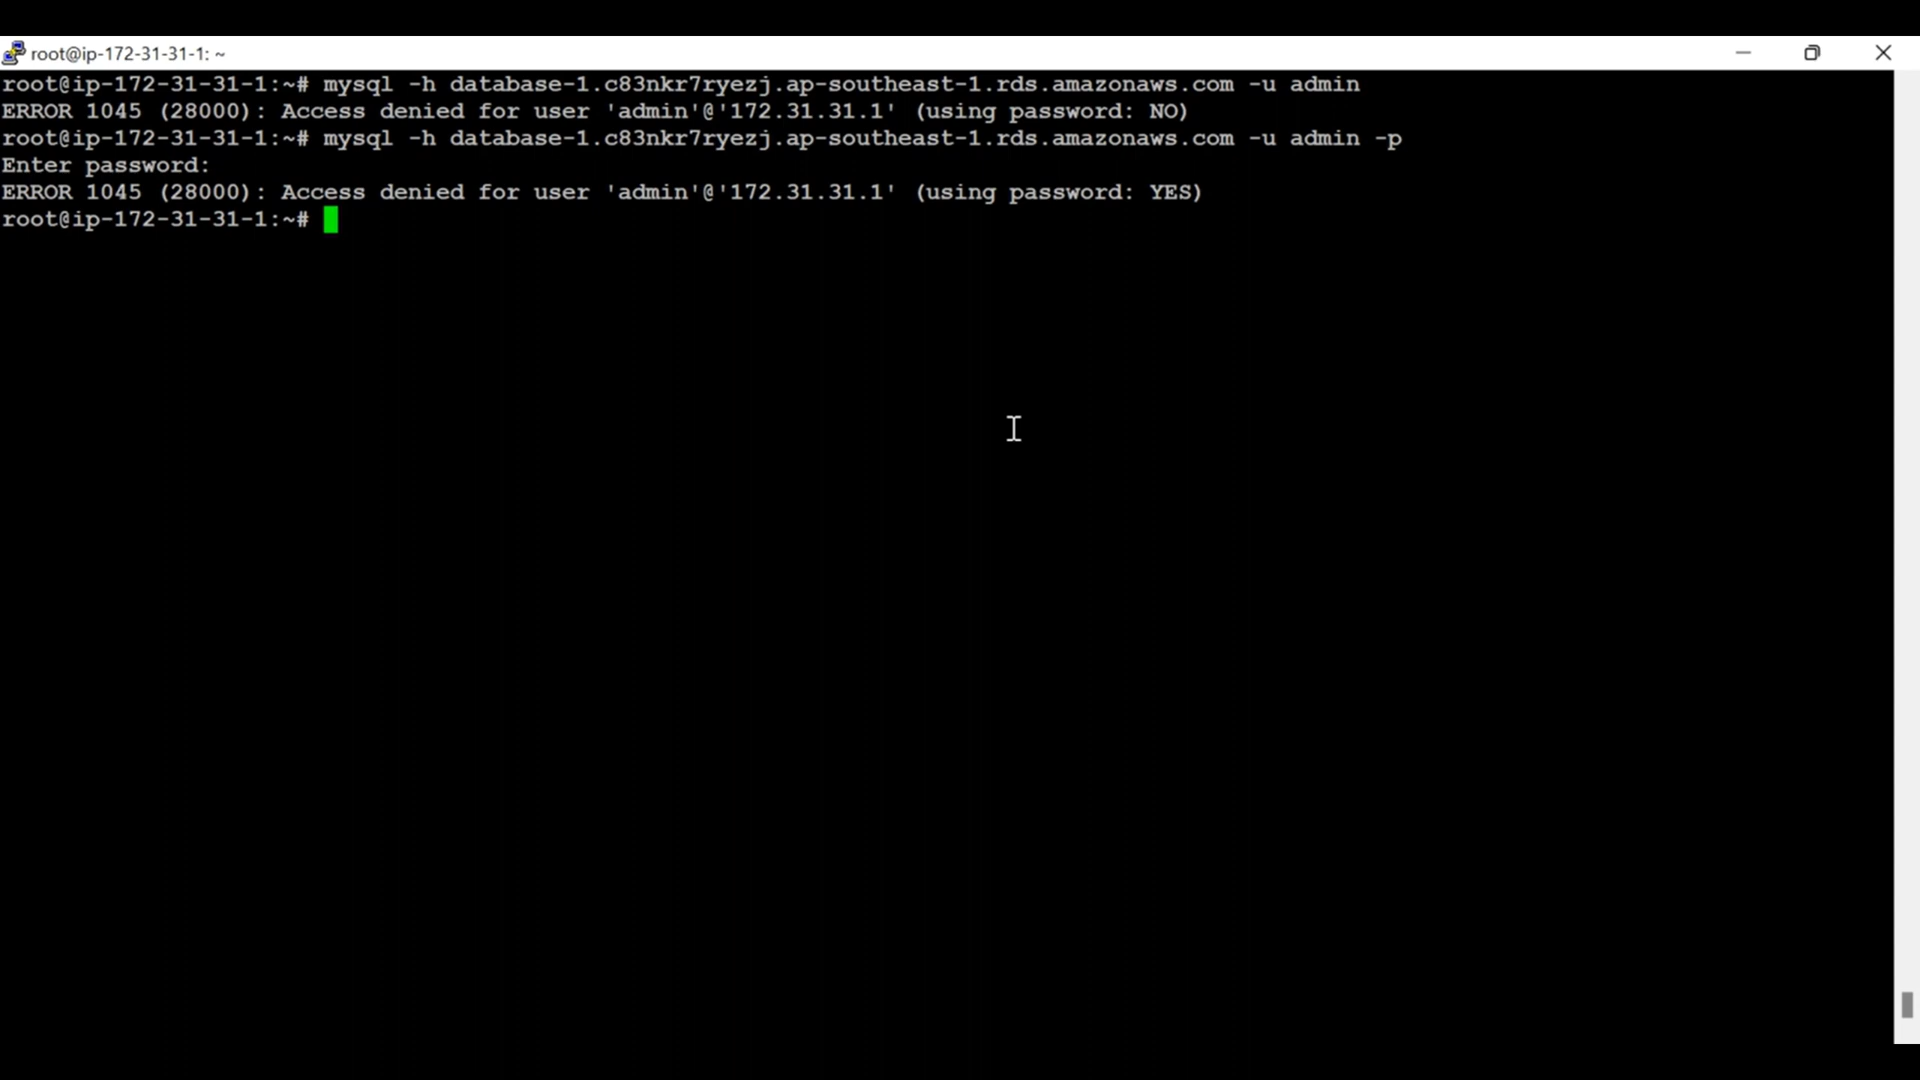 root@ip-172-31-31-1: ~
root@ip-172-31-31-1:~# mysql -h database-1.c83nkr7ryezj.ap-southeast-1.rds.amazonaws.com -u admin
ERROR 1045 (28000): Access denied for user 'admin'@'172.31.31.1' (using password: NO)
root@ip-172-31-31-1:~# mysql -h database-1.c83nkr7ryezj.ap-southeast-1.rds.amazonaws.com -u admin -p
Enter password:
ERROR 1045 (28000): Access denied for user 'admin'@'172.31.31.1' (using password: YES)
root@ip-172-31-31-1:~#